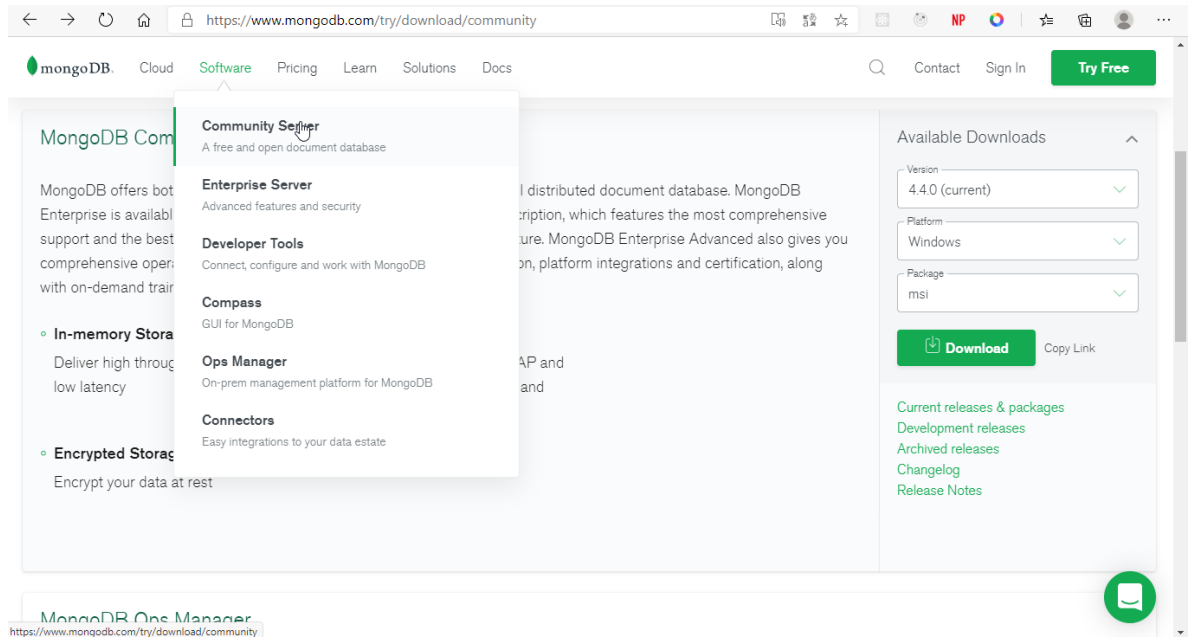 https://www.mongodb.com/try/download/community
NP
mongoDB.
Cloud Software Pricing Learn Solutions Docs
Contact Sign In Try Free
Community Server
A free and open document database
Enterprise Server
Advanced features and security
Developer Tools
Connect, configure and work with MongoDB
Compass
GUI for MongoDB
Ops Manager
On-prem management platform for MongoDB
Connectors
Easy integrations to your data estate
MongoDB Com
MongoDB offers bot
l distributed document database. MongoDB
Enterprise is availabl
cription, which features the most comprehensive
support and the best
ture. MongoDB Enterprise Advanced also gives you
comprehensive oper
on, platform integrations and certification, along
with on-demand train
In-memory Stora
Deliver high throug
AP and
low latency
and
Encrypted Storag
Encrypt your data at rest
Available Downloads
Version
4.4.0 (current)
Platform
Windows
Package
msi
Download Copy Link
Current releases & packages
Development releases
Archived releases
Changelog
Release Notes
MongoDB Ops Manager
https://www.mongodb.com/try/download/community